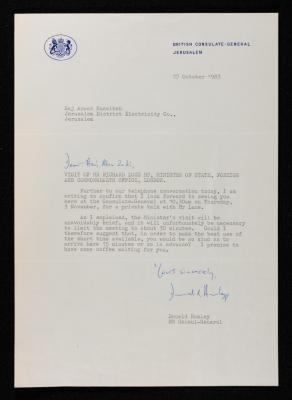 BRITISH CONSULATE-GENERAL
JERUSALEM
27 October 1983
Jerusalem District Electricity Co.,
Jerusalem
VISIT OF MR RICHARD LUCE MP, MINISTER OF STATE, FOREIGN
AND COMMONWEALTH OFFICE, LONDON.
Further to our telephone conversation today, I am
writing to confirm that I look forward to seeing you
here at the Consulate-General at 10.30am on Thursday,
3 November, for a private talk with Mr Luce.
As I explained, the Minister's visit will be
unavoidably brief, and it will unfortunately be necessary
to limit the meeting to about 30 minutes. Could I
therefore suggest that, in order to make the best use of
the short time available, you would be so kind as to
arrive here 15 minutes or so in advance? I promise to
have some coffee waiting for you.
Yours sincerely,
Donald Hawley
HM Consul-General